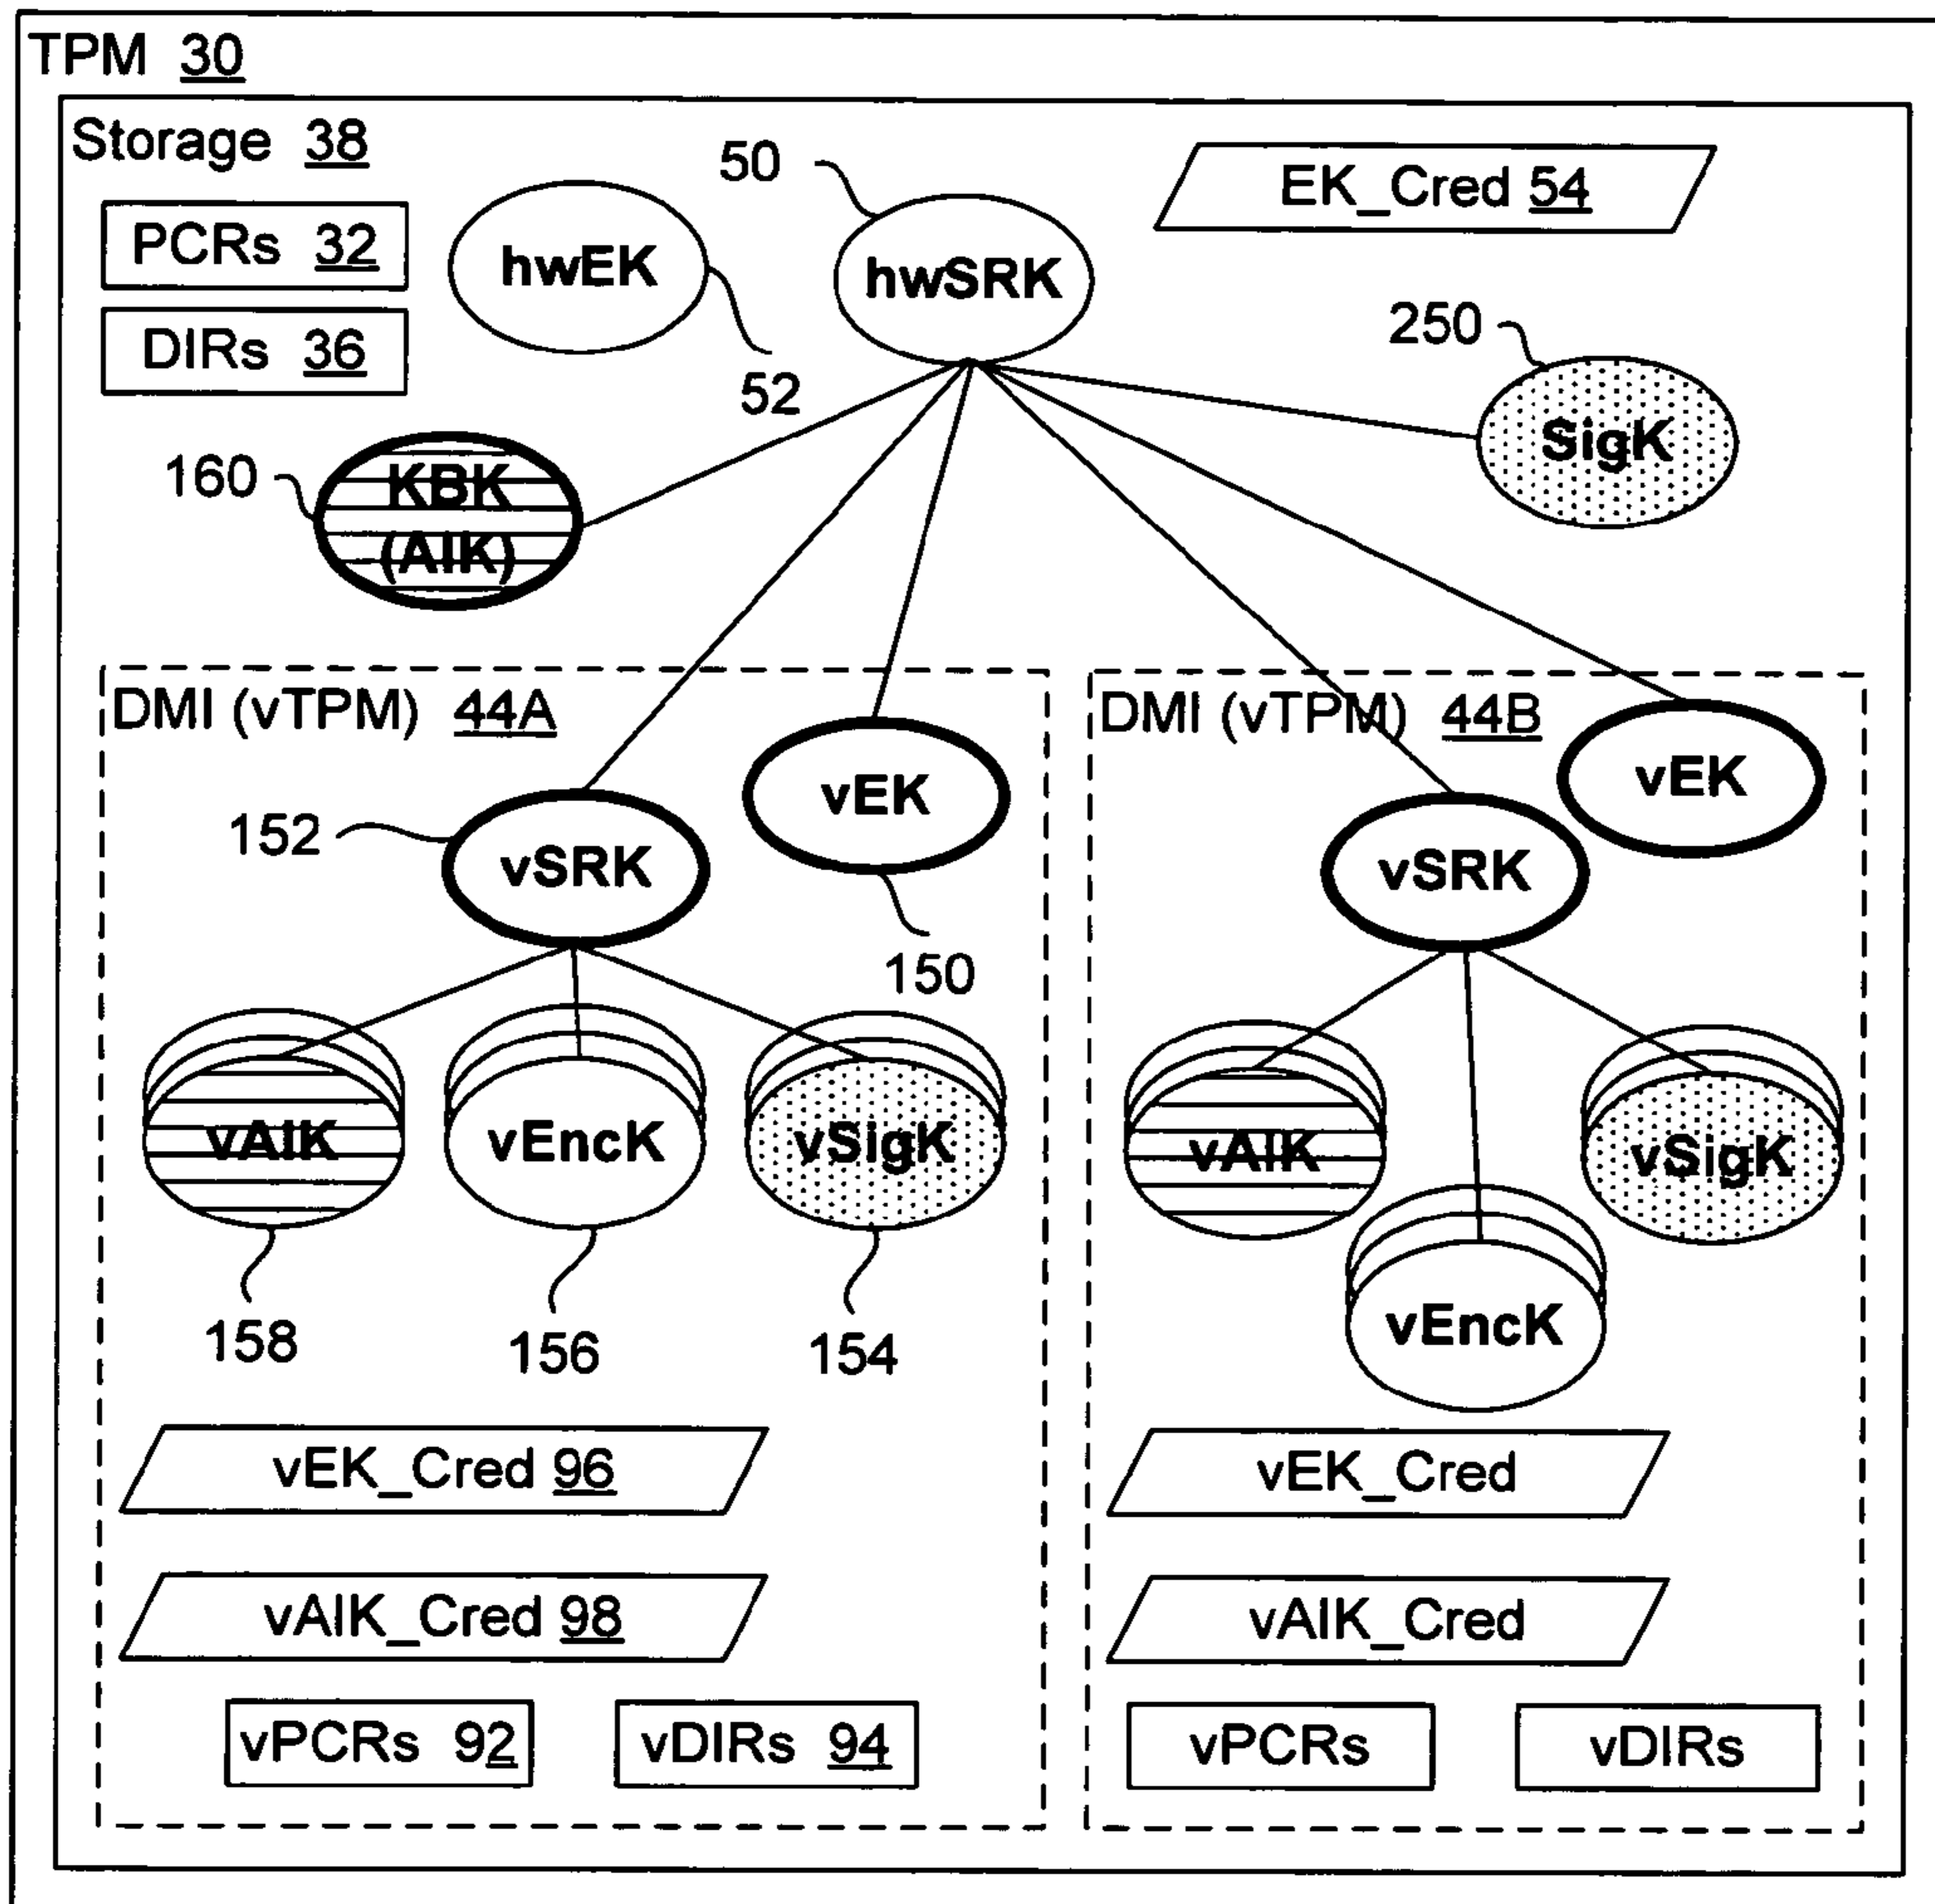 TPM 30
Storage 38
50
EK_Cred 54
PCRs 32
hwEK
hwSRK
DIRs 36
250
52
SigK
160
KBK
(AIK)
DMI (vTPM) 44A
DMI (vTPM) 44B
vEK
vEK
152
vSRK
vSRK
150
vAIK
vEncK
vSigK
vAIK
vSigK
158
156
154
vEncK
vEK_Cred 96
vEK_Cred
vAIK_Cred 98
vAIK_Cred
vPCRs 92
vDIRs 94
vPCRs
vDIRs